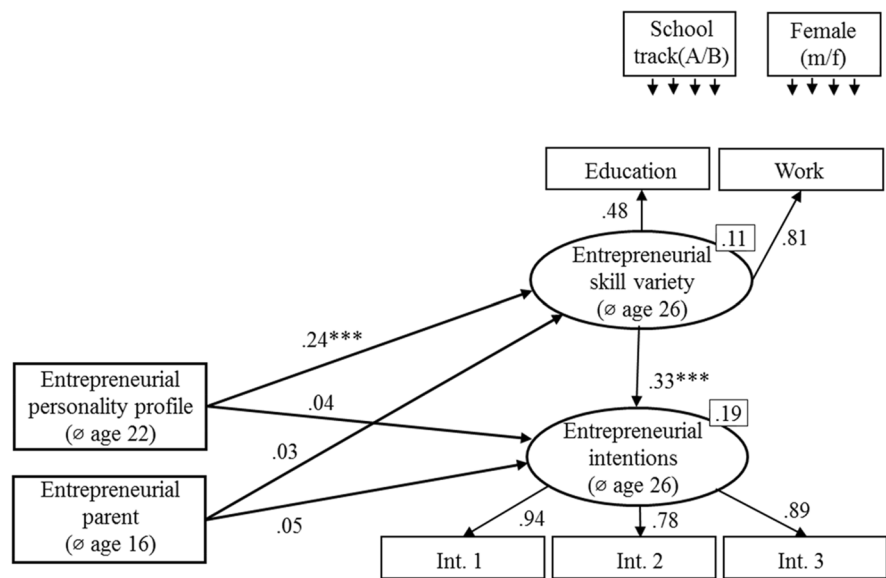 School
track(A/B)
Female
(m/f)
Education
Work
.48
.81
.11
Entrepreneurial
skill variety
(⌀ age 26)
.24***
.33***
Entrepreneurial
personality profile
(⌀ age 22)
.04
.19
Entrepreneurial
intentions
(⌀ age 26)
.03
Entrepreneurial
parent
(⌀ age 16)
.05
.94
.78
.89
Int. 1
Int. 2
Int. 3